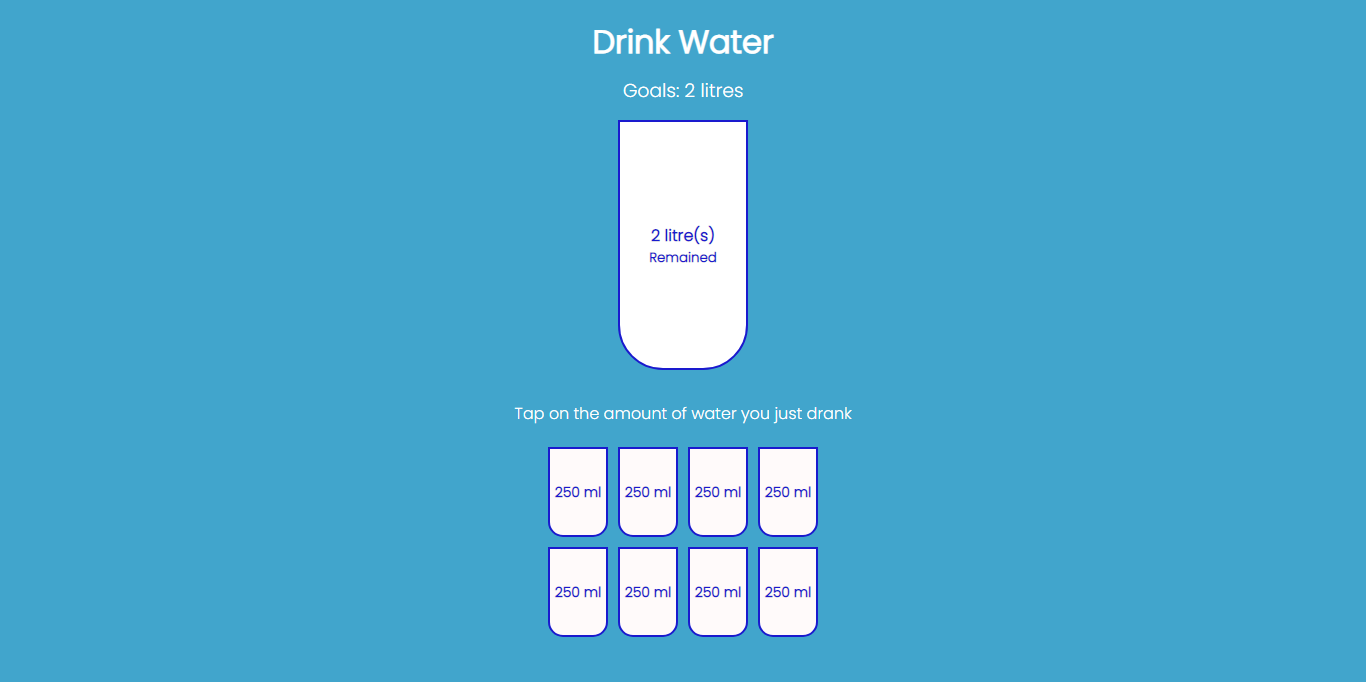 Drink Water
Goals: 2 litres
2 litre(s)
Remained
Tap on the amount of water you just drank
250 ml 250 ml 250 ml 250 ml
250 ml 250 ml 250 ml 250 ml